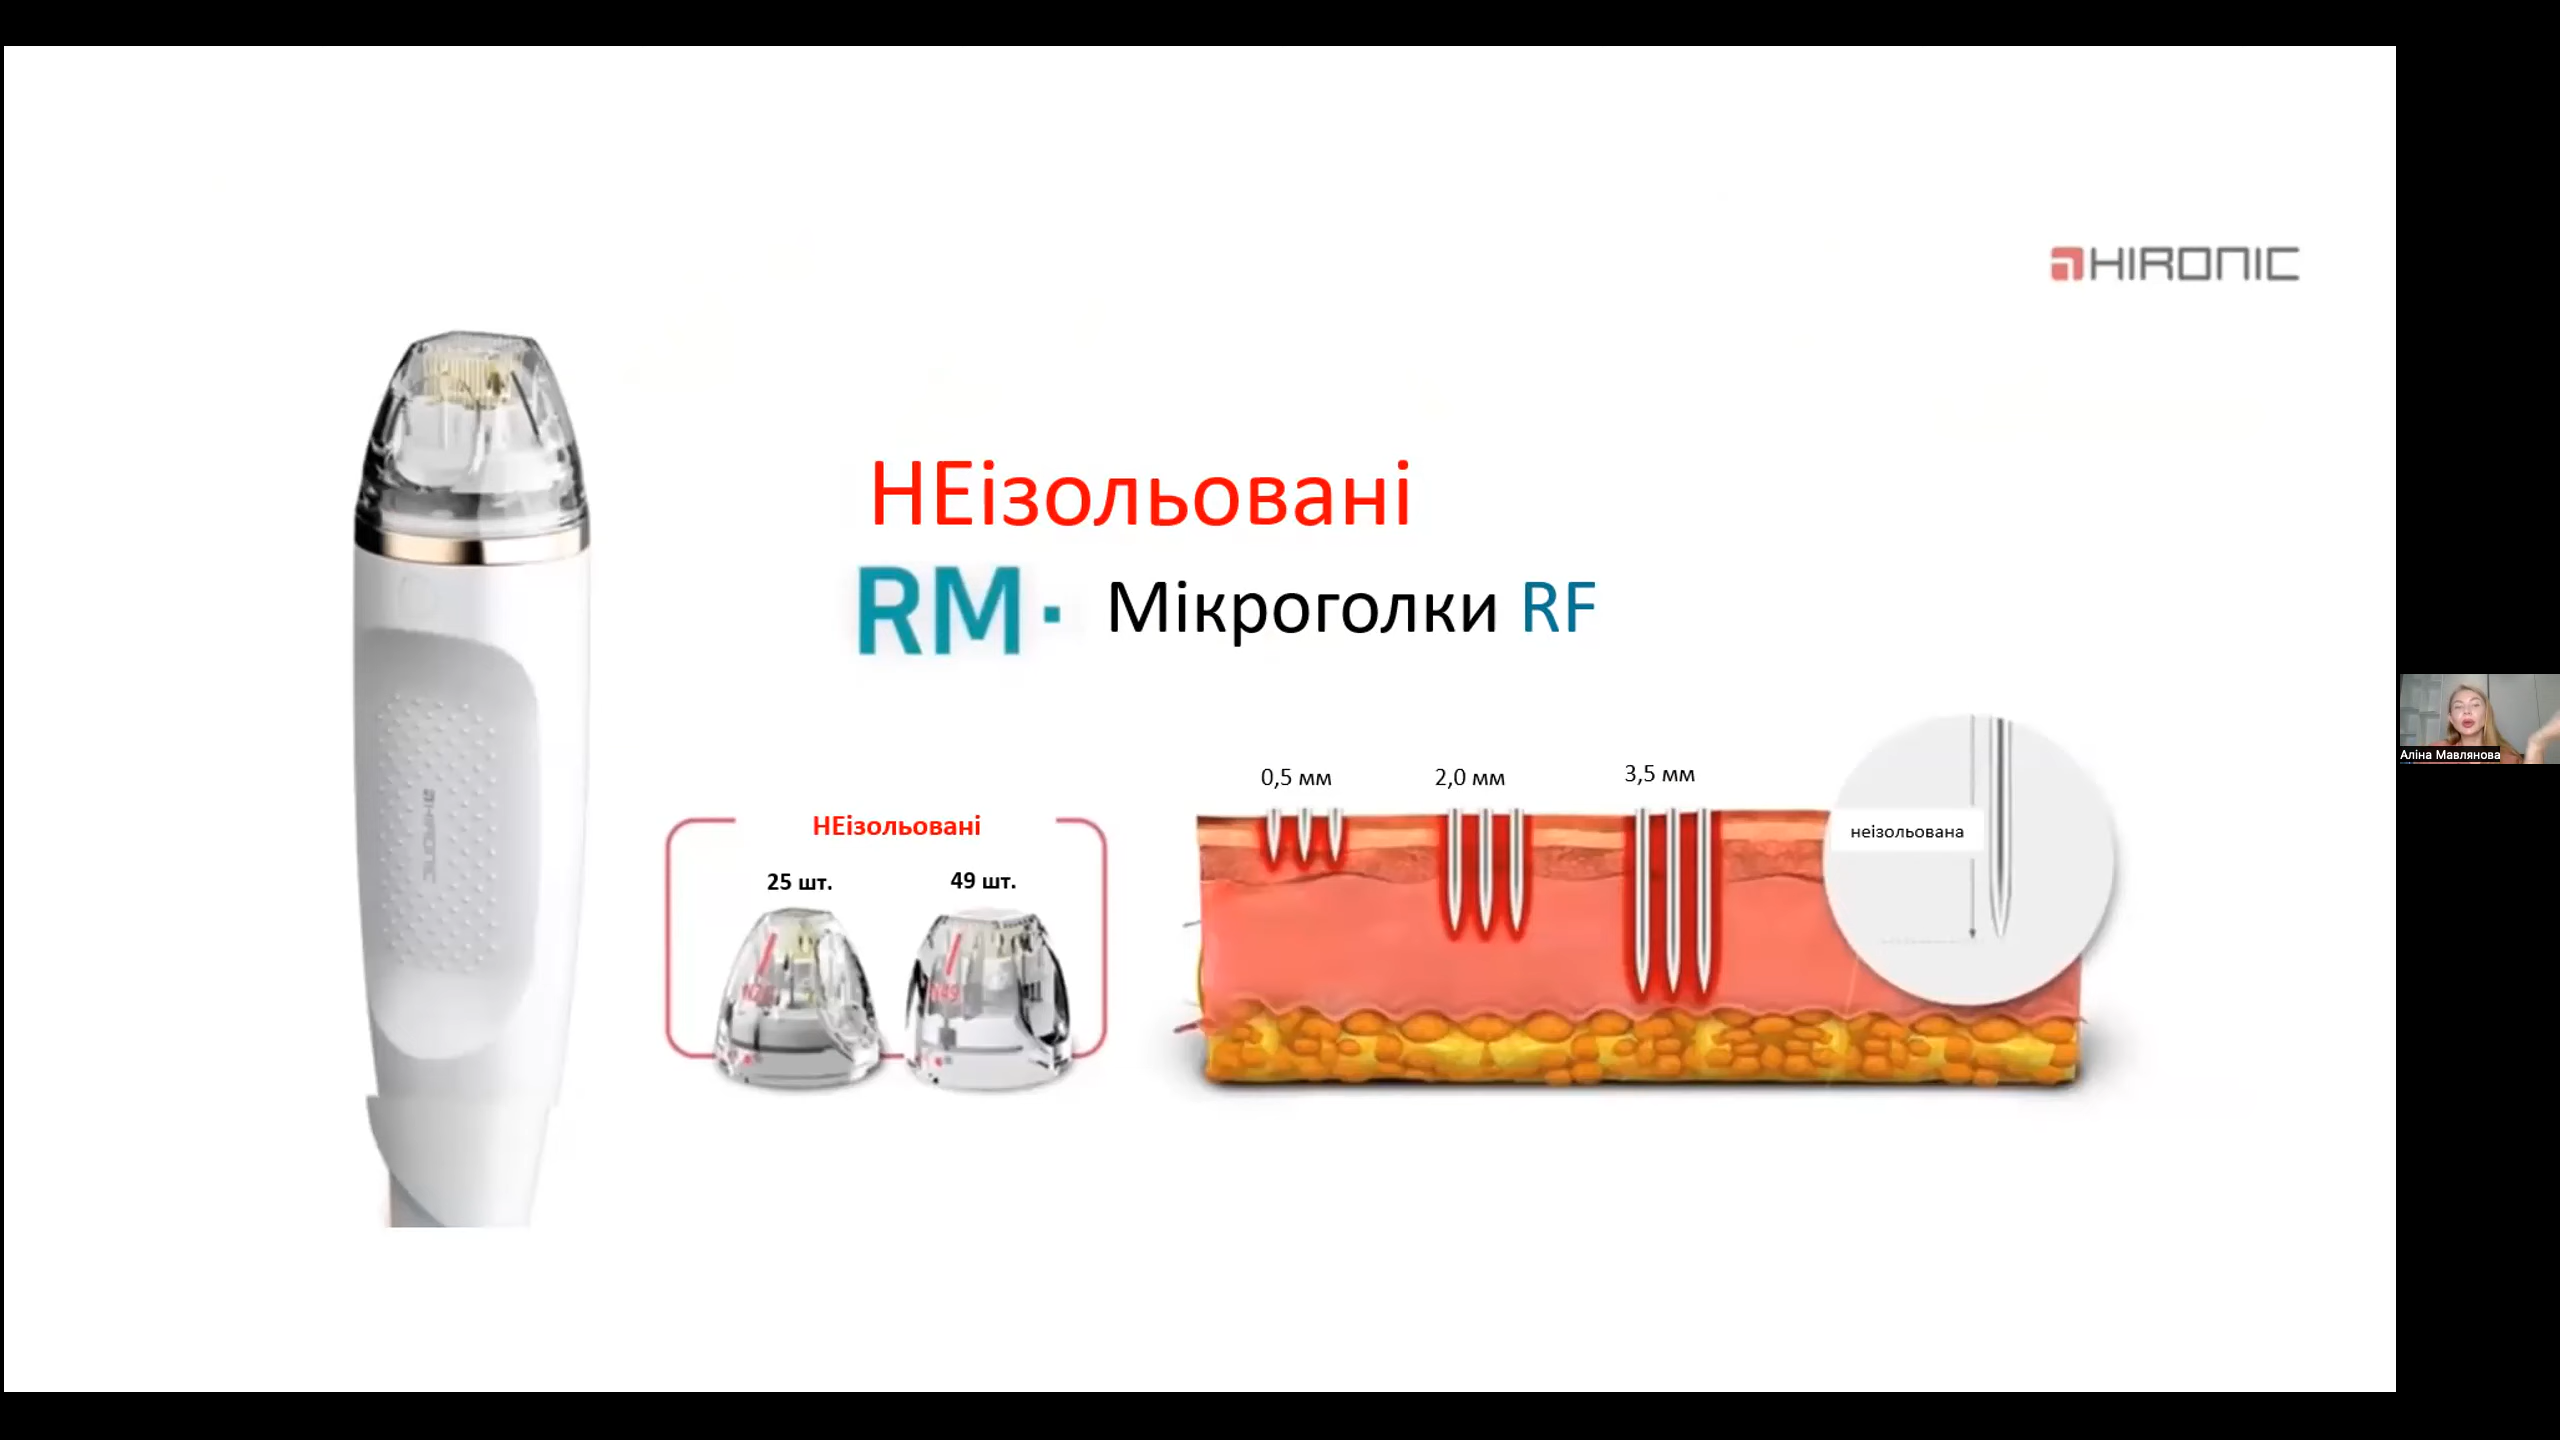 HIRONIC
НЕізольовані
RM· Мікроголки RF
НЕізольовані
25 шт.
49 шт.
0,5 мм
2,0 мм
3,5 мм
неізольована
HIRONIC
Аліна Мавлянова